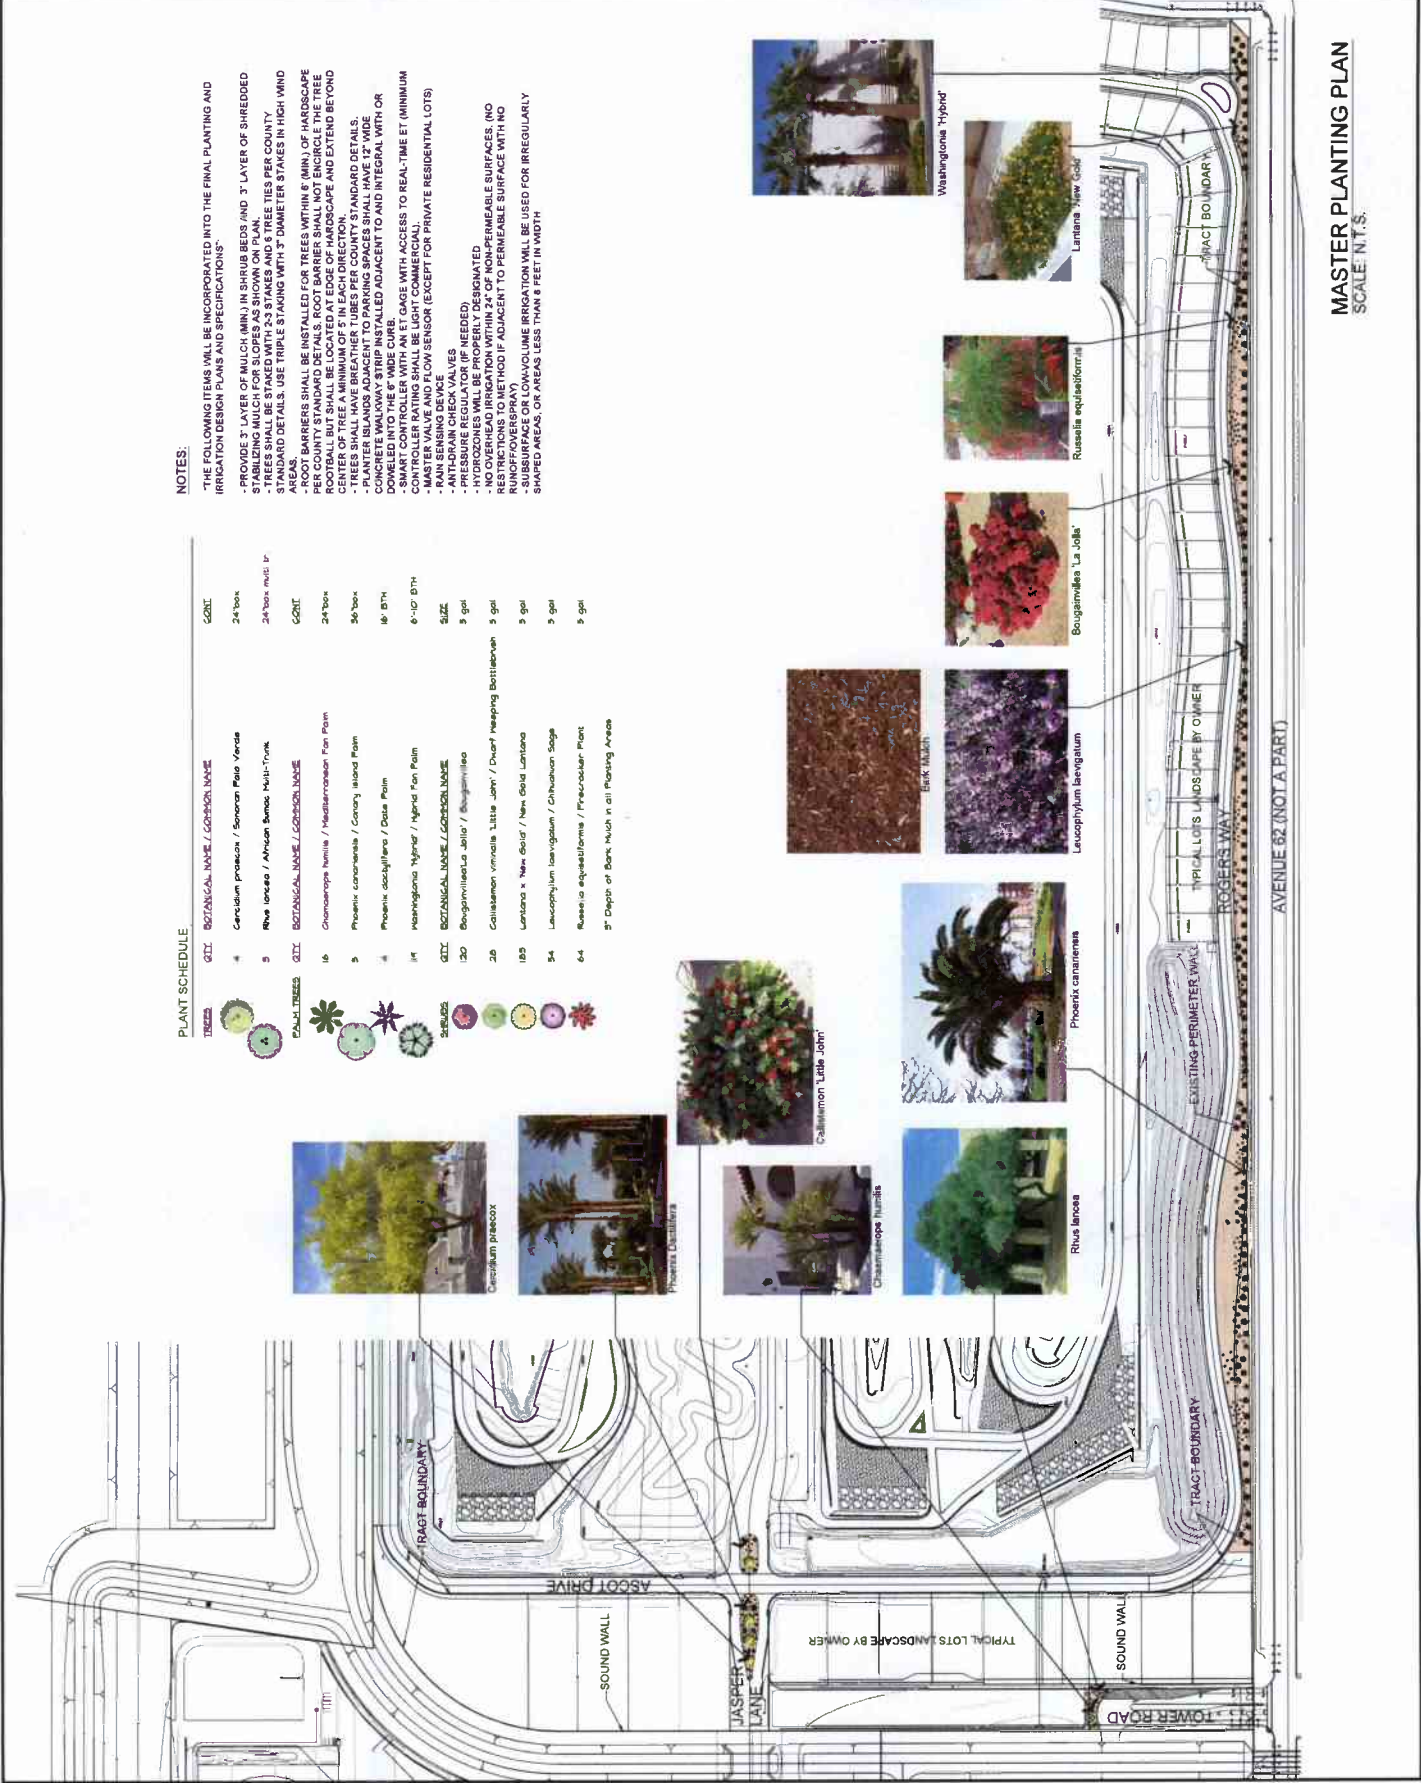 PLANT SCHEDULE
TREES QTY BOTANICAL NAME / COMMON NAME CONT
4 Cercidium praecox / Sonoran Palo Verde 24"box
5 Rhus lancea / African Sumac Multi-Trunk 24"box multi tr
PALM TREES QTY BOTANICAL NAME / COMMON NAME CONT
16 Chamaerops humilis / Mediterranean Fan Palm 24"box
5 Phoenix canariensis / Canary Island Palm 36"box
4 Phoenix dactylifera / Date Palm 16' BTH
119 Washingtonia 'Hybrid' / Hybrid Fan Palm 6'-10' BTH
SHRUBS QTY BOTANICAL NAME / COMMON NAME SIZE
120 Bougainvillea'La Jolla' / Bougainvillea 5 gal
28 Callistemon viminalis 'Little John' / Dwarf Weeping Bottlebrush 5 gal
185 Lantana x 'New Gold' / New Gold Lantana 5 gal
54 Leucophyllum laevigatum / Chihuahuan Sage 5 gal
64 Russelia equisetiformis / Firecracker Plant 5 gal
3" Depth of Bark Mulch in all Planting Areas
NOTES:
"THE FOLLOWING ITEMS WILL BE INCORPORATED INTO THE FINAL PLANTING AND
IRRIGATION DESIGN PLANS AND SPECIFICATIONS"
- PROVIDE 3" LAYER OF MULCH (MIN.) IN SHRUB BEDS AND 3" LAYER OF SHREDDED
STABILIZING MULCH FOR SLOPES AS SHOWN ON PLAN.
- TREES SHALL BE STAKED WITH 2-3 STAKES AND 6 TREE TIES PER COUNTY
STANDARD DETAILS. USE TRIPLE STAKING WITH 3" DIAMETER STAKES IN HIGH WIND
AREAS.
- ROOT BARRIERS SHALL BE INSTALLED FOR TREES WITHIN 6' (MIN.) OF HARDSCAPE
PER COUNTY STANDARD DETAILS. ROOT BARRIER SHALL NOT ENCIRCLE THE TREE
ROOTBALL BUT SHALL BE LOCATED AT EDGE OF HARDSCAPE AND EXTEND BEYOND
CENTER OF TREE A MINIMUM OF 5' IN EACH DIRECTION.
- TREES SHALL HAVE BREATHER TUBES PER COUNTY STANDARD DETAILS.
- PLANTER ISLANDS ADJACENT TO PARKING SPACES SHALL HAVE 12" WIDE
CONCRETE WALKWAY STRIP INSTALLED ADJACENT TO AND INTEGRAL WITH OR
DOWELED INTO THE 6" WIDE CURB.
- SMART CONTROLLER WITH AN ET GAGE WITH ACCESS TO REAL-TIME ET (MINIMUM
CONTROLLER RATING SHALL BE LIGHT COMMERCIAL).
- MASTER VALVE AND FLOW SENSOR (EXCEPT FOR PRIVATE RESIDENTIAL LOTS)
- RAIN SENSING DEVICE
- ANTI-DRAIN CHECK VALVES
- PRESSURE REGULATOR (IF NEEDED)
- HYDROZONES WILL BE PROPERLY DESIGNATED
- NO OVERHEAD IRRIGATION WITHIN 24" OF NON-PERMEABLE SURFACES. (NO
RESTRICTIONS TO METHOD IF ADJACENT TO PERMEABLE SURFACE WITH NO
RUNOFF/OVERSPRAY)
- SUBSURFACE OR LOW-VOLUME IRRIGATION WILL BE USED FOR IRREGULARLY
SHAPED AREAS, OR AREAS LESS THAN 8 FEET IN WIDTH
Cercidium praecox
Phoenix Dactilifera
Callistemon 'Little John'
Chaemaerops humilis
Rhus lancea
Phoenix canariensis
Bark Mulch
Leucophylum laevigatum
Bougainvillea 'La Jolla'
Russelia equisetiformis
Lantana 'New Gold'
Washingtonia 'Hybrid'
TRACT BOUNDARY
ASCOT DRIVE
SOUND WALL
JASPER
LANE
TYPICAL LOTS LANDSCAPE BY OWNER
SOUND WALL
TOWER ROAD
TRACT BOUNDARY
EXISTING PERIMETER WALL
TYPICAL LOTS LANDSCAPE BY OWNER
ROGERS WAY
TRACT BOUNDARY
AVENUE 62 (NOT A PART)
MASTER PLANTING PLAN
SCALE: N.T.S.